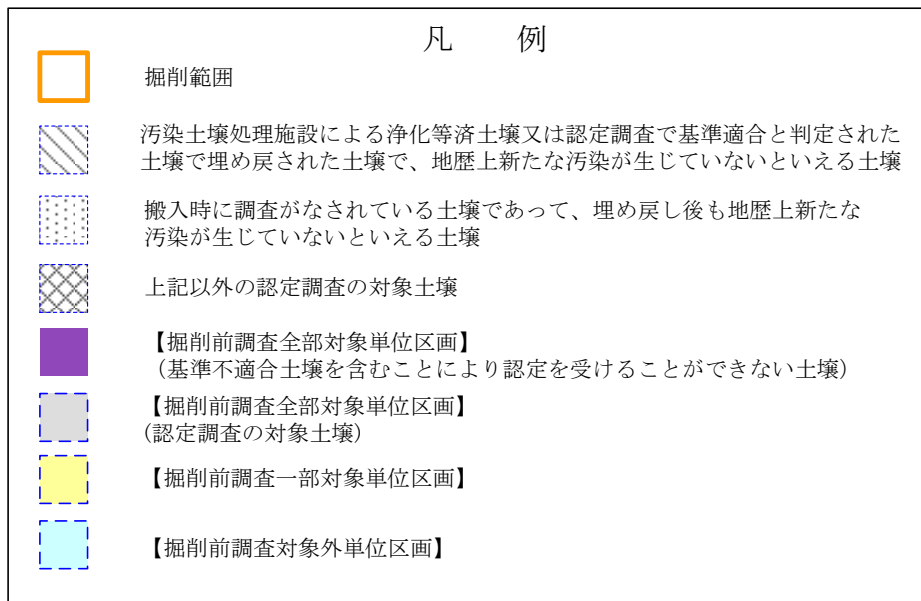 凡　例
掘削範囲
汚染土壌処理施設による浄化等済土壌又は認定調査で基準適合と判定された
土壌で埋め戻された土壌で、地歴上新たな汚染が生じていないといえる土壌
搬入時に調査がなされている土壌であって、埋め戻し後も地歴上新たな
汚染が生じていないといえる土壌
上記以外の認定調査の対象土壌
【掘削前調査全部対象単位区画】
（基準不適合土壌を含むことにより認定を受けることができない土壌）
【掘削前調査全部対象単位区画】
(認定調査の対象土壌）
【掘削前調査一部対象単位区画】
【掘削前調査対象外単位区画】